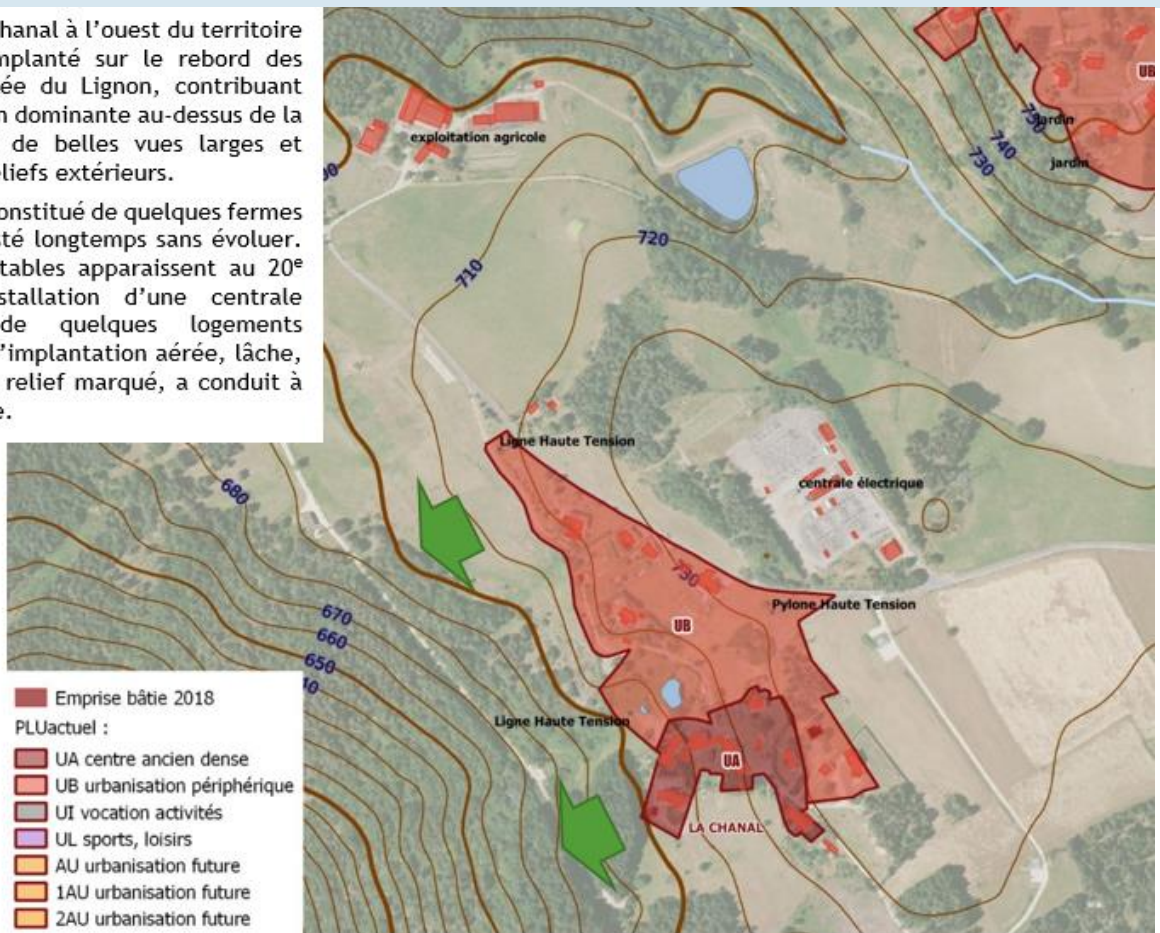 hanal à l'ouest du territoire
mplanté sur le rebord des
ée du Lignon, contribuant
n dominante au-dessus de la
de belles vues larges et
eliefs extérieurs.
onstitué de quelques fermes
sté longtemps sans évoluer.
tables apparaissent au 20e
stallation d'une centrale
de quelques logements
'implantation aérée, lâche,
relief marqué, a conduit à
e.
UB
exploitation agricole
750
jardin
740
730
jardin
720
710
Ligne Haute Tension
centrale électrique
680
730
Pylone Haute Tension
670
UB
660
650
Ligne Haute Tension
UA
LA CHANAL
Emprise bâtie 2018
PLUactuel :
UA centre ancien dense
UB urbanisation périphérique
UI vocation activités
UL sports, loisirs
AU urbanisation future
1AU urbanisation future
2AU urbanisation future